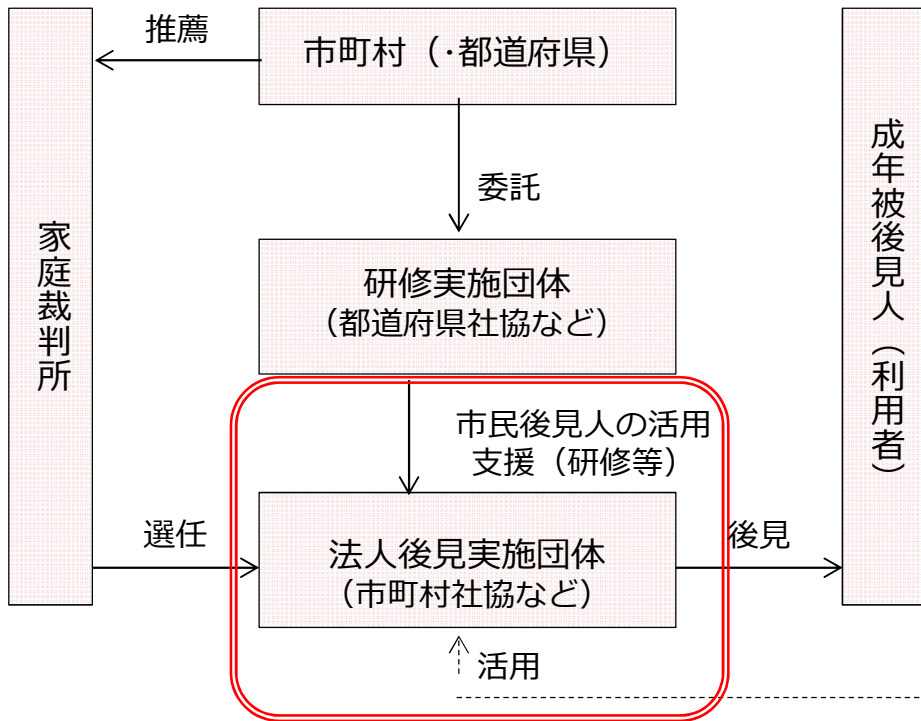 推薦
市町村（・都道府県）
委託
家庭裁判所
研修実施団体
（都道府県社協など）
市民後見人の活用
支援（研修等）
選任
法人後見実施団体
（市町村社協など）
後見
活用
成年被後見人（利用者）